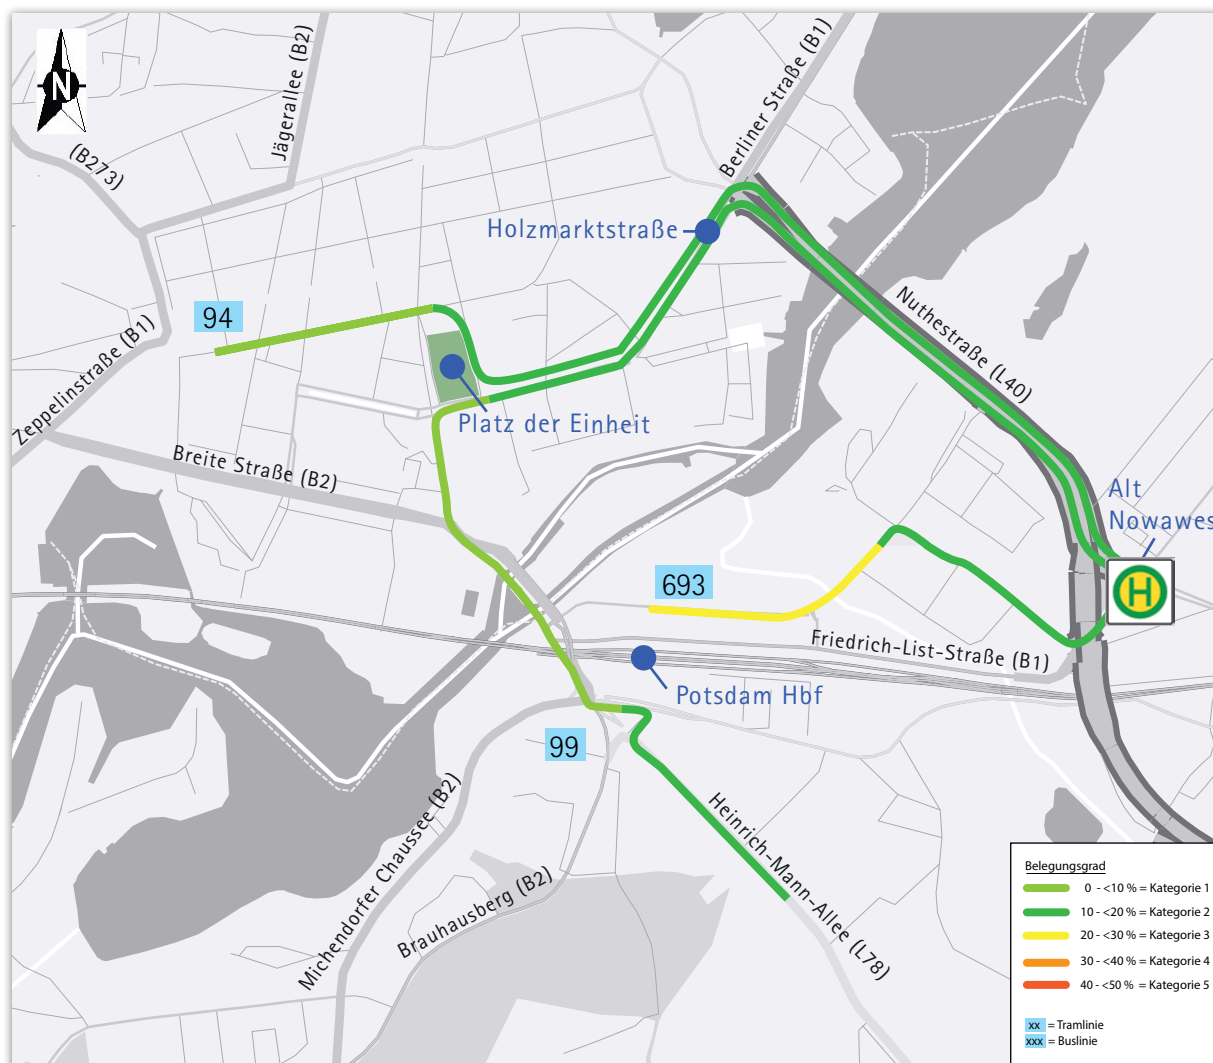 N
Jägerallee (B2)
Berliner Straße (B1)
(B273)
Holzmarktstraße
94
Nuthestraße (L40)
Zeppelinstraße (B1)
Platz der Einheit
Breite Straße (B2)
Alt
Nowawes
H
693
Friedrich-List-Straße (B1)
Potsdam Hbf
99
Michendorfer Chaussee (B2)
Heinrich-Mann-Allee (L78)
Brauhausberg (B2)
Belegungsgrad
0 - <10 % = Kategorie 1
10 - <20 % = Kategorie 2
20 - <30 % = Kategorie 3
30 - <40 % = Kategorie 4
40 - <50 % = Kategorie 5
xx = Tramlinie
xxx = Buslinie